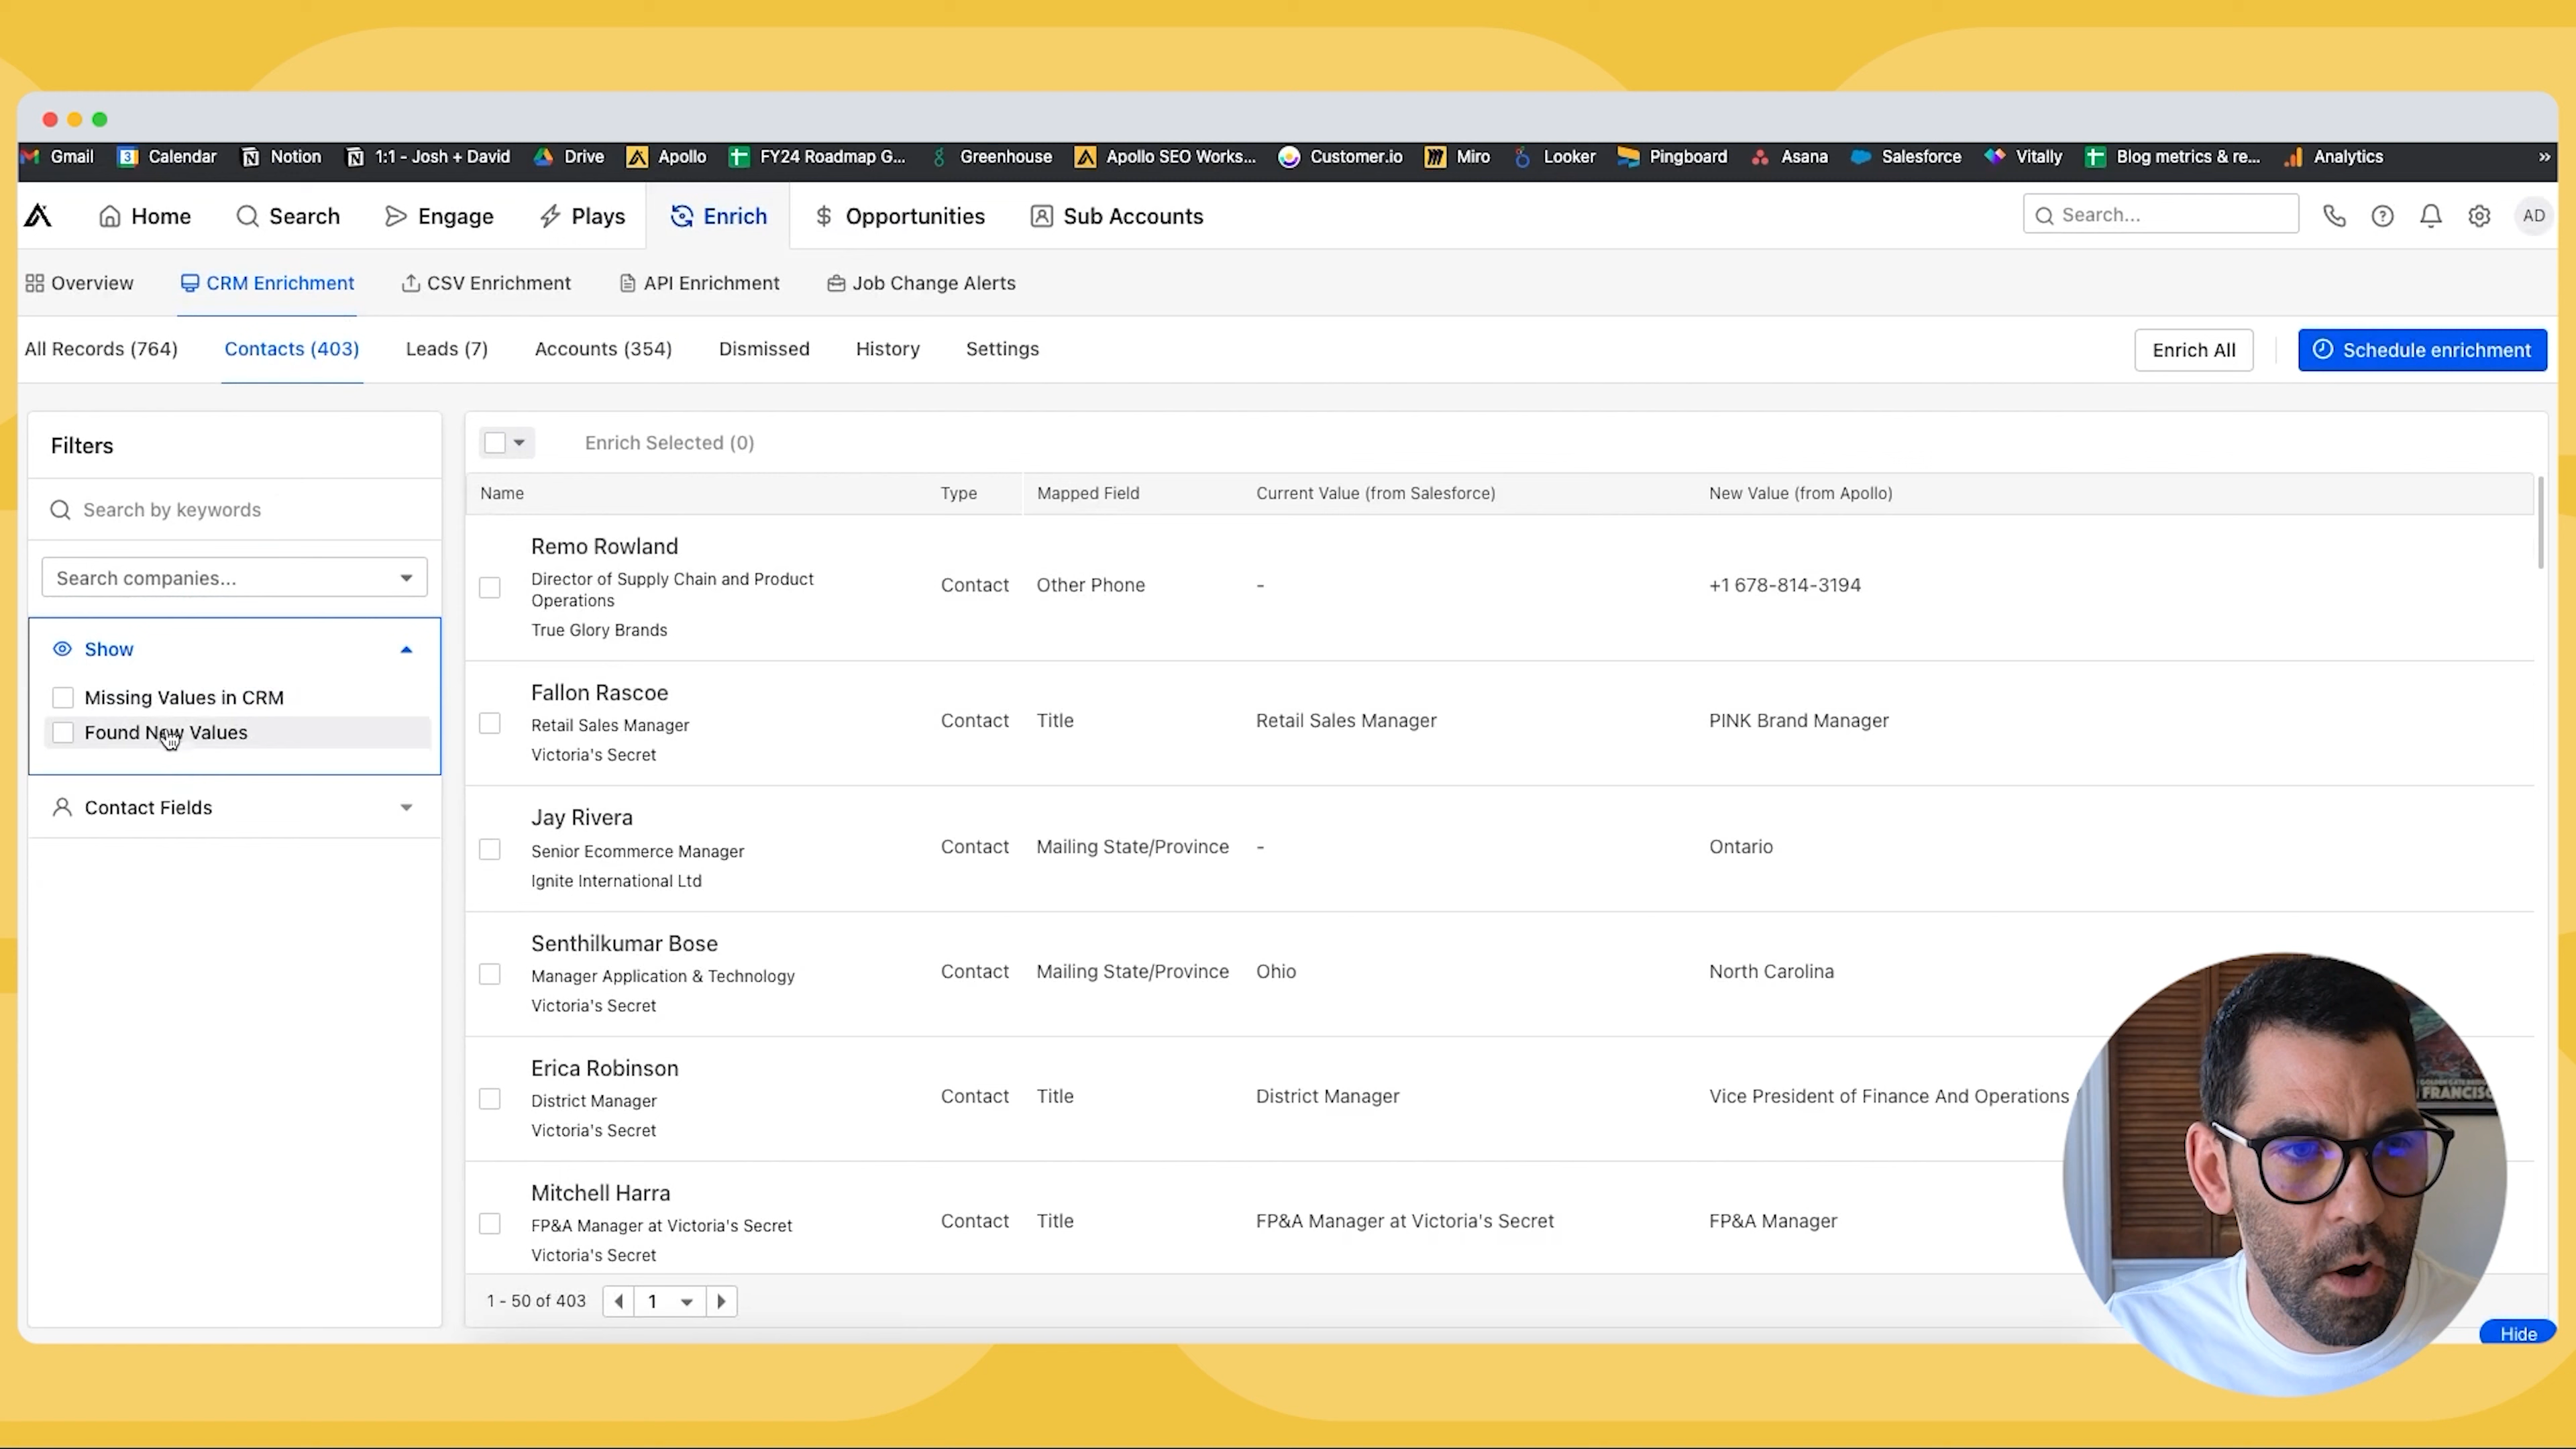 Gmail 3 Calendar Notion 1:1 - Josh + David Drive Apollo FY24 Roadmap G... Greenhouse Apollo SEO Works... Customer.io Miro Looker Pingboard Asana Salesforce Vitally Blog metrics & re... Analytics »
Home Search Engage Plays Enrich Opportunities Sub Accounts Search... AD
Overview CRM Enrichment CSV Enrichment API Enrichment Job Change Alerts
All Records (764) Contacts (403) Leads (7) Accounts (354) Dismissed History Settings Enrich All Schedule enrichment
Filters
Search by keywords
Search companies...
Show
Missing Values in CRM
Found New Values
Contact Fields
Enrich Selected (0)
Name Type Mapped Field Current Value (from Salesforce) New Value (from Apollo)
Remo Rowland
Director of Supply Chain and Product
Operations
True Glory Brands
Contact Other Phone - +1 678-814-3194
Fallon Rascoe
Retail Sales Manager
Victoria's Secret
Contact Title Retail Sales Manager PINK Brand Manager
Jay Rivera
Senior Ecommerce Manager
Ignite International Ltd
Contact Mailing State/Province - Ontario
Senthilkumar Bose
Manager Application & Technology
Victoria's Secret
Contact Mailing State/Province Ohio North Carolina
Erica Robinson
District Manager
Victoria's Secret
Contact Title District Manager Vice President of Finance And Operations
Mitchell Harra
FP&A Manager at Victoria's Secret
Victoria's Secret
Contact Title FP&A Manager at Victoria's Secret FP&A Manager
1 - 50 of 403 1
Hide